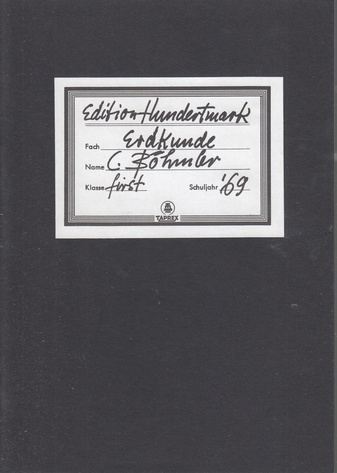 Edition Hundertmark
Fach Erdkunde
Name C. Böhmler
Klasse first Schuljahr '69
TAPREX